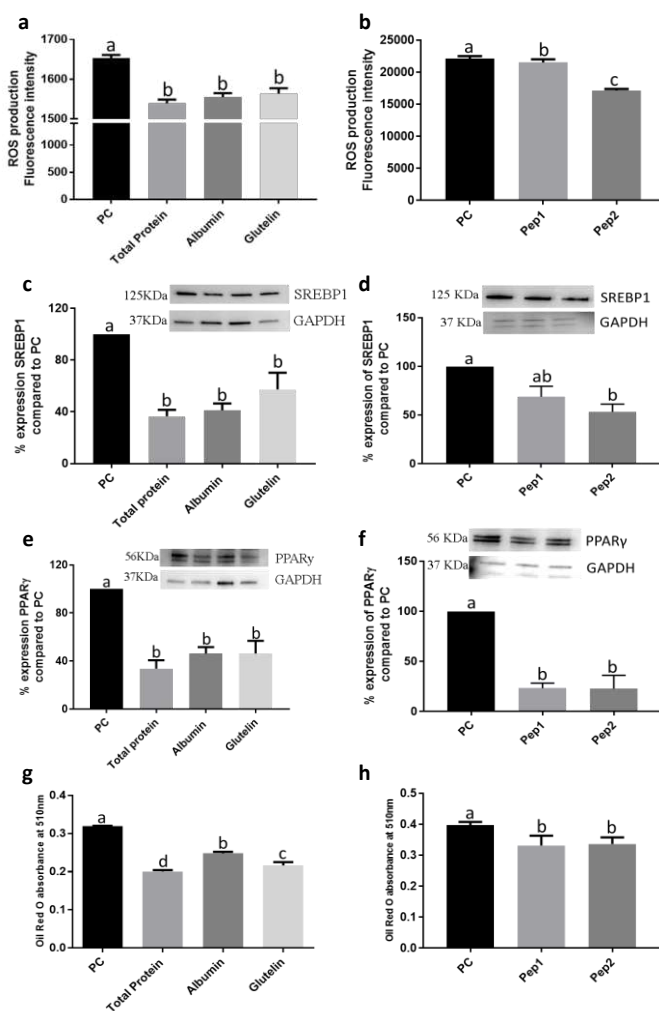 a
ROS production
Fluorescence intensity
1700
1600
1500
1000
500
0
a
b
b
b
PC
Total Protein
Albumin
Glutelin
b
ROS production
Fluorescence intensity
25000
20000
15000
10000
5000
0
a
b
c
PC
Pep1
Pep2
c
125KDa
SREBP1
37KDa
GAPDH
% expression SREBP1
compared to PC
120
80
40
0
a
b
b
b
PC
Total protein
Albumin
Glutelin
d
125 KDa
SREBP1
37 KDa
GAPDH
% expression of SREBP1
compared to PC
150
100
50
0
a
ab
b
PC
Pep1
Pep2
e
56KDa
PPARγ
37KDa
GAPDH
% expression PPARγ
compared to PC
120
80
40
0
a
b
b
b
PC
Total protein
Albumin
Glutelin
f
56 KDa
PPARγ
37 KDa
GAPDH
% expression of PPARγ
compared to PC
150
100
50
0
a
b
b
PC
Pep1
Pep2
g
Oil Red O absorbance at 510nm
0.4
0.3
0.2
0.1
0.0
a
d
b
c
PC
Total Protein
Albumin
Glutelin
h
Oil Red O absorbance at 510nm
0.5
0.4
0.3
0.2
0.1
0.0
a
b
b
PC
Pep1
Pep2